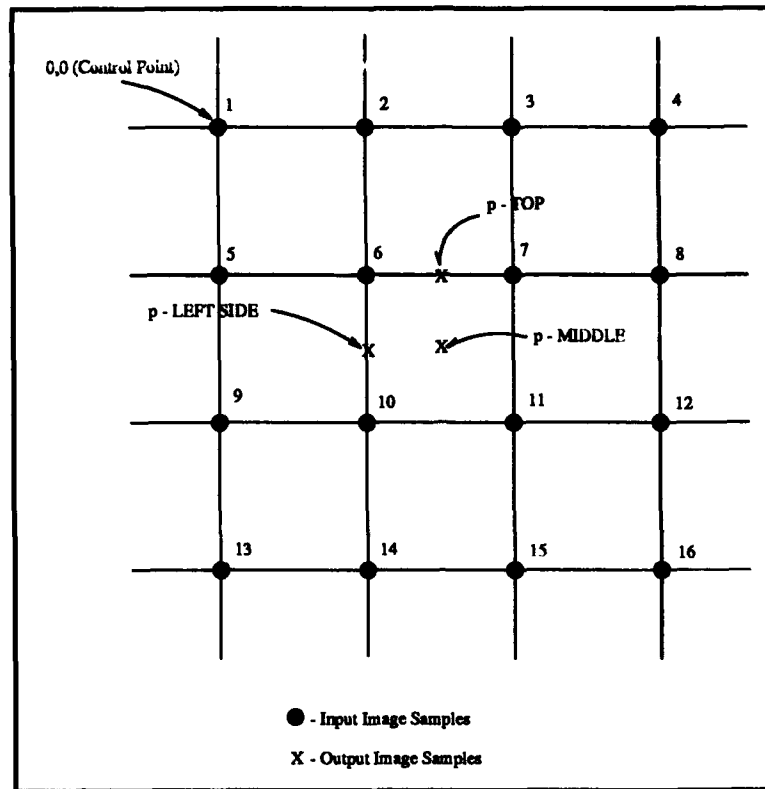 0,0 (Control Point)
1 2 3 4
p - TOP
5 6 7 8
p - LEFT SIDE
X
X X
p - MIDDLE
9 10 11 12
13 14 15 16
- Input Image Samples
X - Output Image Samples